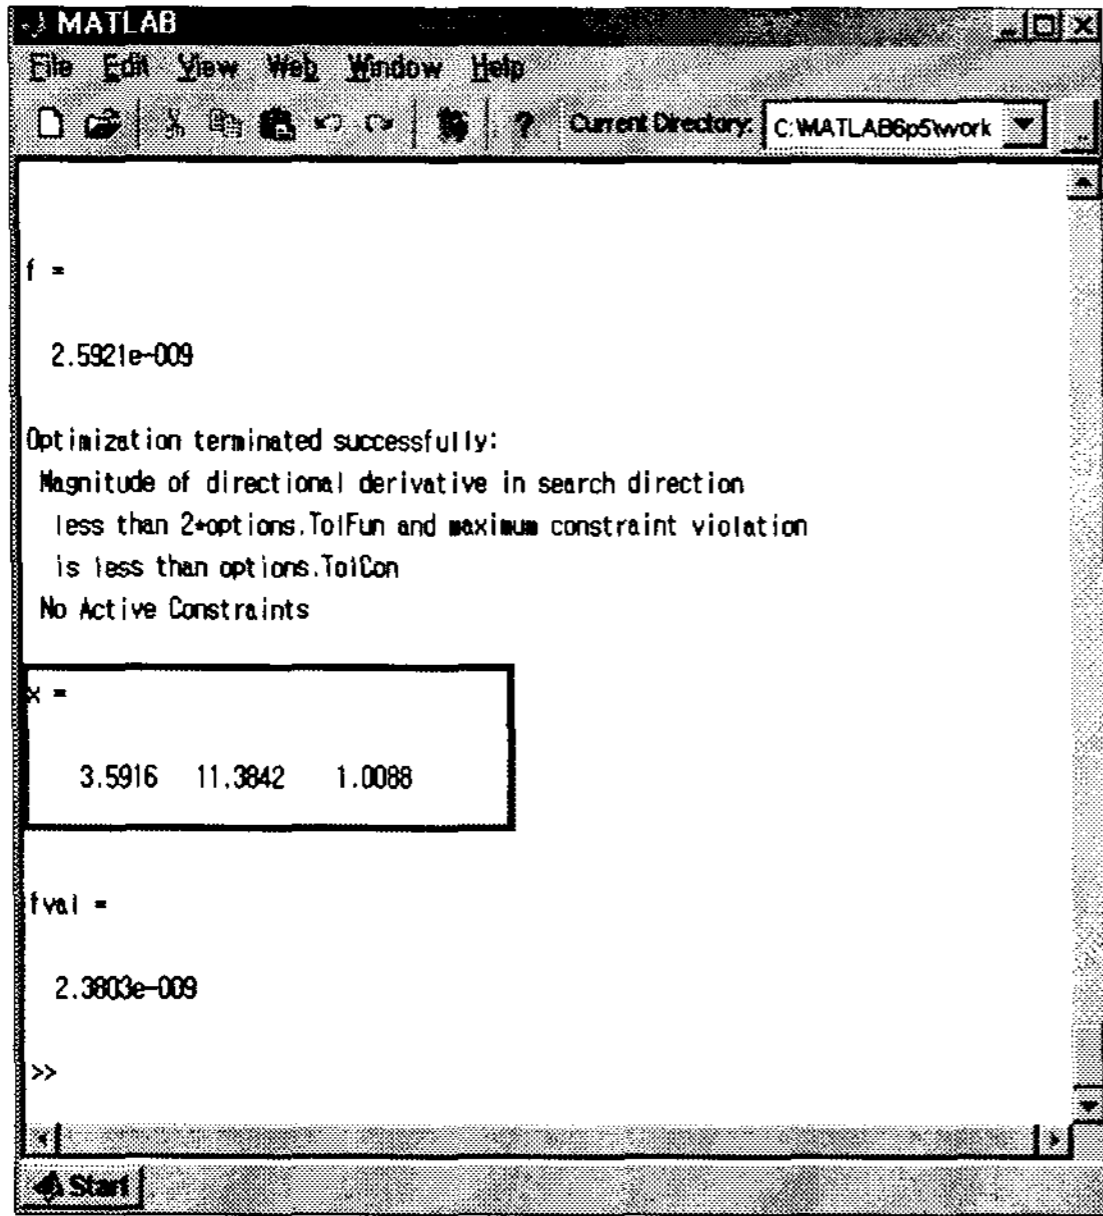 MATLAB
File Edit View Web Window Help
? Current Directory: C:\MATLAB6p5\work
f =
2.5921e-009
Optimization terminated successfully:
Magnitude of directional derivative in search direction
less than 2*options.TolFun and maximum constraint violation
is less than options.TolCon
No Active Constraints
x =
3.5916 11.3842 1.0088
fval =
2.3803e-009
>>
Start